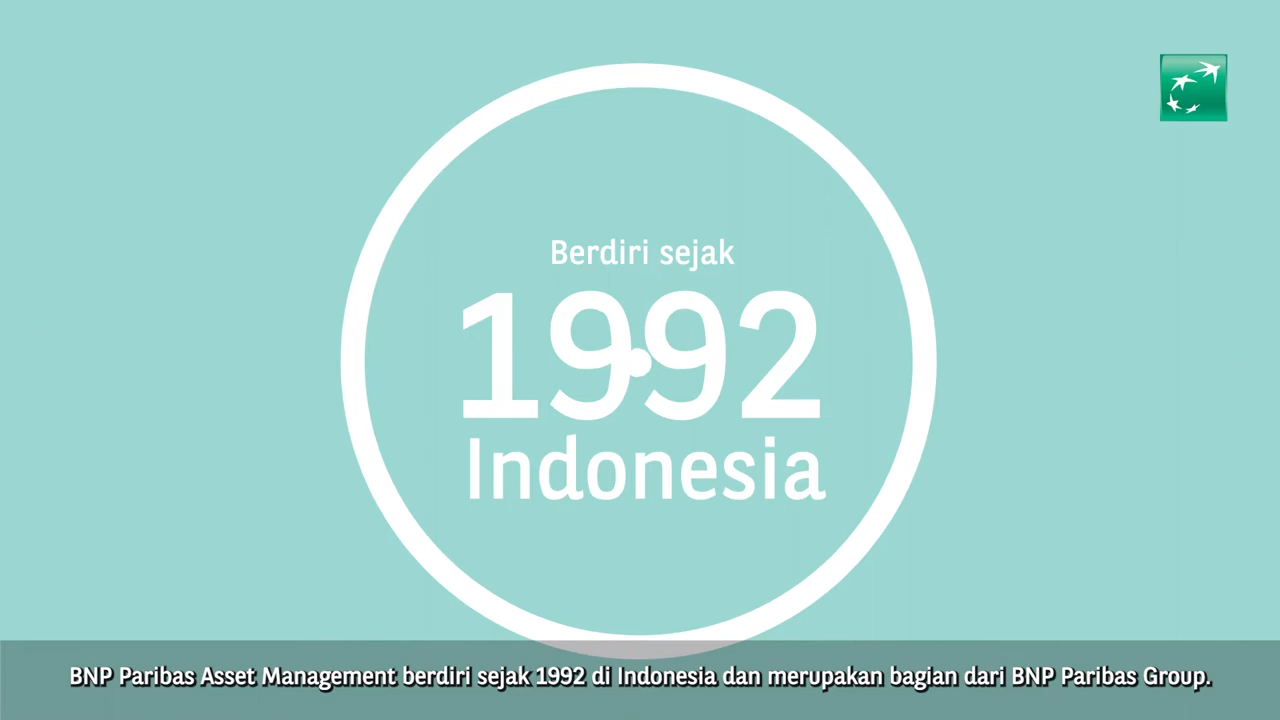 Berdiri sejak
1992
Indonesia
BNP Paribas Asset Management berdiri sejak 1992 di Indonesia dan merupakan bagian dari BNP Paribas Group.